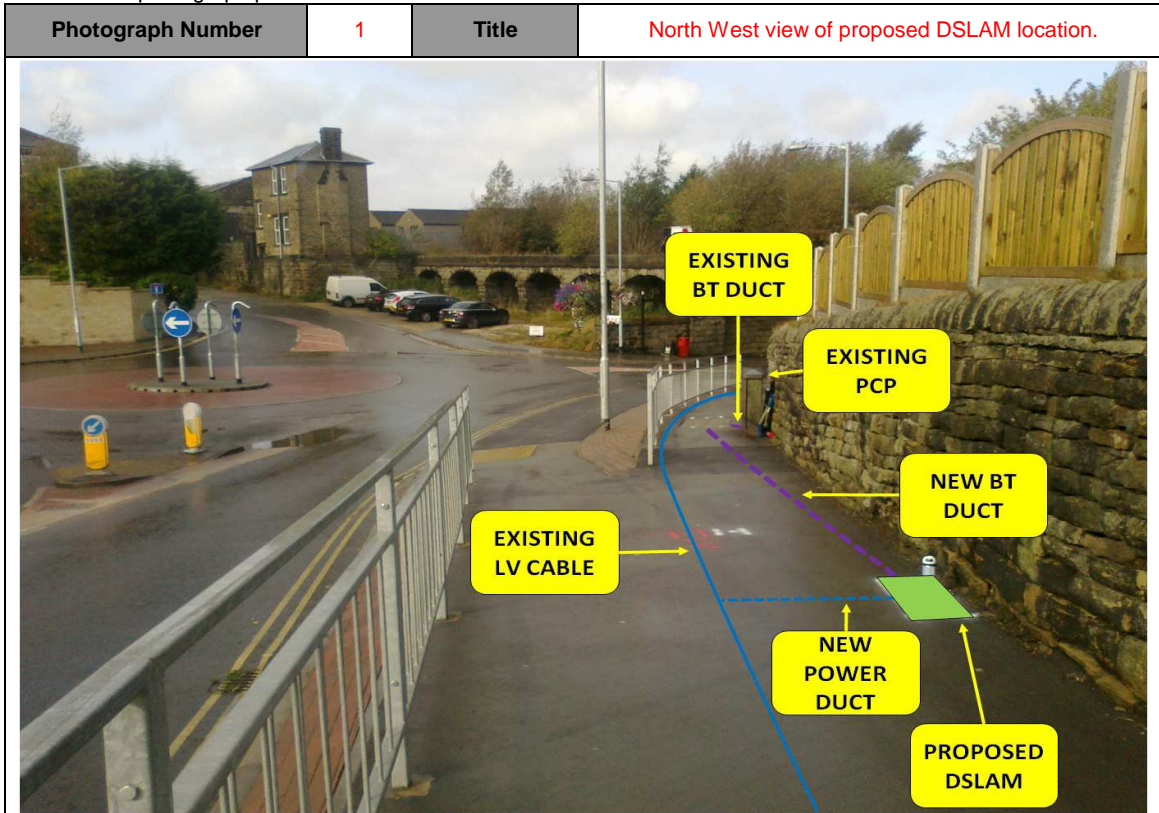 Photograph Number 1 Title North West view of proposed DSLAM location.
EXISTING
BT DUCT
EXISTING
PCP
NEW BT
DUCT
EXISTING
LV CABLE
NEW
POWER
DUCT
PROPOSED
DSLAM